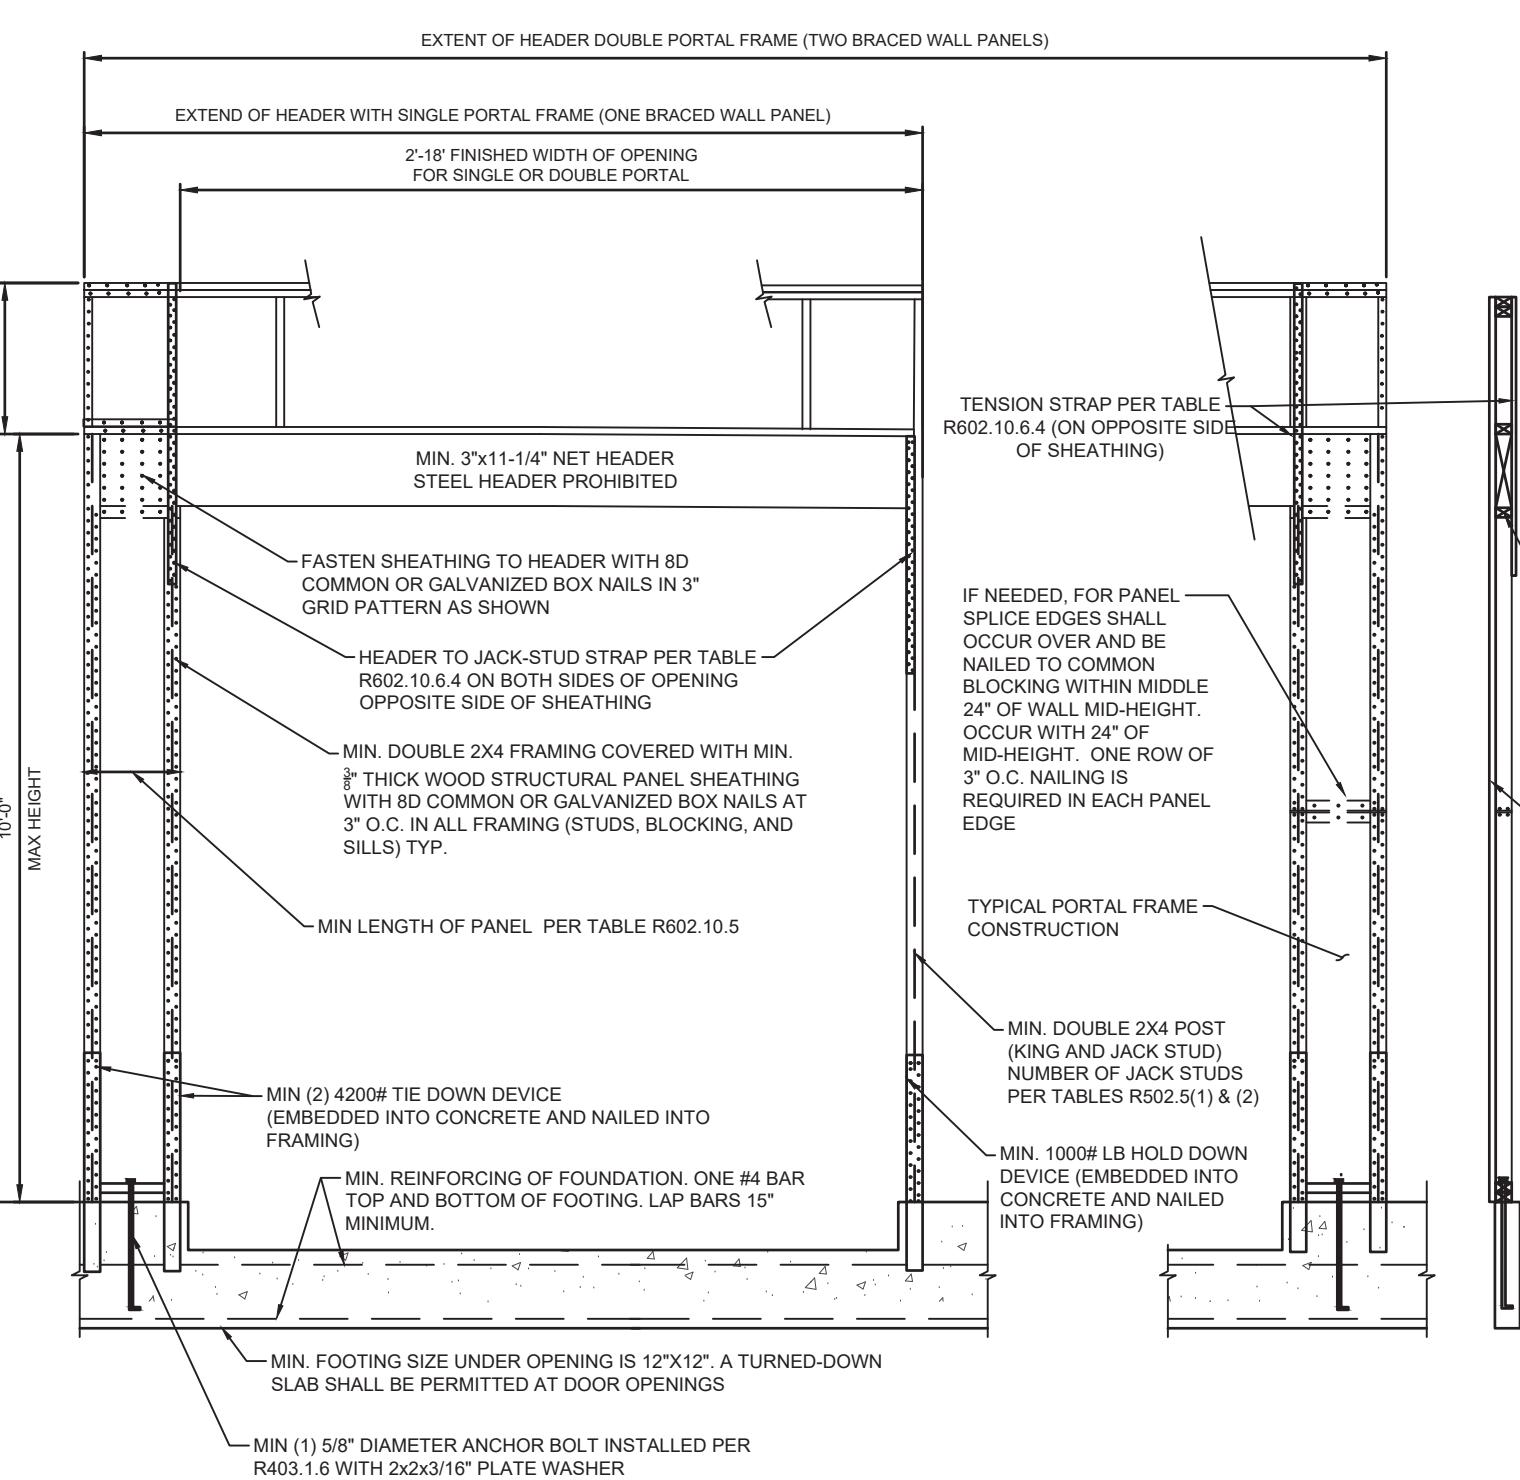 EXTENT OF HEADER DOUBLE PORTAL FRAME (TWO BRACED WALL PANELS)
EXTEND OF HEADER WITH SINGLE PORTAL FRAME (ONE BRACED WALL PANEL)
2'-18' FINISHED WIDTH OF OPENING
FOR SINGLE OR DOUBLE PORTAL
TENSION STRAP PER TABLE
R602.10.6.4 (ON OPPOSITE SIDE
OF SHEATHING)
MIN. 3"x11-1/4" NET HEADER
STEEL HEADER PROHIBITED
FASTEN SHEATHING TO HEADER WITH 8D
COMMON OR GALVANIZED BOX NAILS IN 3"
GRID PATTERN AS SHOWN
IF NEEDED, FOR PANEL
SPLICE EDGES SHALL
OCCUR OVER AND BE
NAILED TO COMMON
BLOCKING WITHIN MIDDLE
24" OF WALL MID-HEIGHT.
OCCUR WITH 24" OF
MID-HEIGHT.  ONE ROW OF
3" O.C. NAILING IS
REQUIRED IN EACH PANEL
EDGE
HEADER TO JACK-STUD STRAP PER TABLE
R602.10.6.4 ON BOTH SIDES OF OPENING
OPPOSITE SIDE OF SHEATHING
MIN. DOUBLE 2X4 FRAMING COVERED WITH MIN.
3/8" THICK WOOD STRUCTURAL PANEL SHEATHING
WITH 8D COMMON OR GALVANIZED BOX NAILS AT
3" O.C. IN ALL FRAMING (STUDS, BLOCKING, AND
SILLS) TYP.
10'-0"
MAX HEIGHT
MIN LENGTH OF PANEL  PER TABLE R602.10.5
TYPICAL PORTAL FRAME
CONSTRUCTION
MIN. DOUBLE 2X4 POST
(KING AND JACK STUD)
NUMBER OF JACK STUDS
PER TABLES R502.5(1) & (2)
MIN (2) 4200# TIE DOWN DEVICE
(EMBEDDED INTO CONCRETE AND NAILED INTO
FRAMING)
MIN. 1000# LB HOLD DOWN
DEVICE (EMBEDDED INTO
CONCRETE AND NAILED
INTO FRAMING)
MIN. REINFORCING OF FOUNDATION. ONE #4 BAR
TOP AND BOTTOM OF FOOTING. LAP BARS 15"
MINIMUM.
MIN. FOOTING SIZE UNDER OPENING IS 12"X12". A TURNED-DOWN
SLAB SHALL BE PERMITTED AT DOOR OPENINGS
MIN (1) 5/8" DIAMETER ANCHOR BOLT INSTALLED PER
R403.1.6 WITH 2x2x3/16" PLATE WASHER